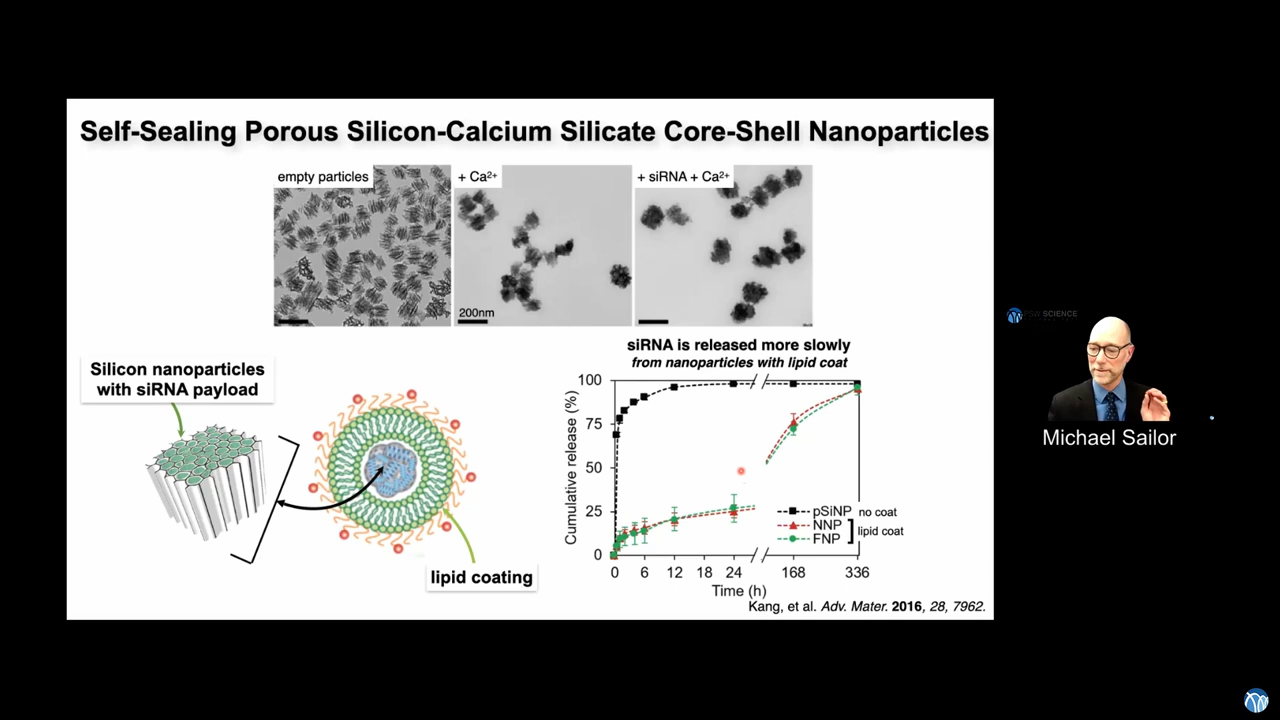 Self-Sealing Porous Silicon-Calcium Silicate Core-Shell Nanoparticles
empty particles
+ Ca²⁺
+ siRNA + Ca²⁺
200nm
Silicon nanoparticles
with siRNA payload
lipid coating
siRNA is released more slowly
from nanoparticles with lipid coat
Cumulative release (%)
100
75
50
25
0
0 6 12 18 24 168 336
Time (h)
pSiNP no coat
NNP
FNP
lipid coat
Kang, et al. Adv. Mater. 2016, 28, 7962.
PSW SCIENCE
Michael Sailor